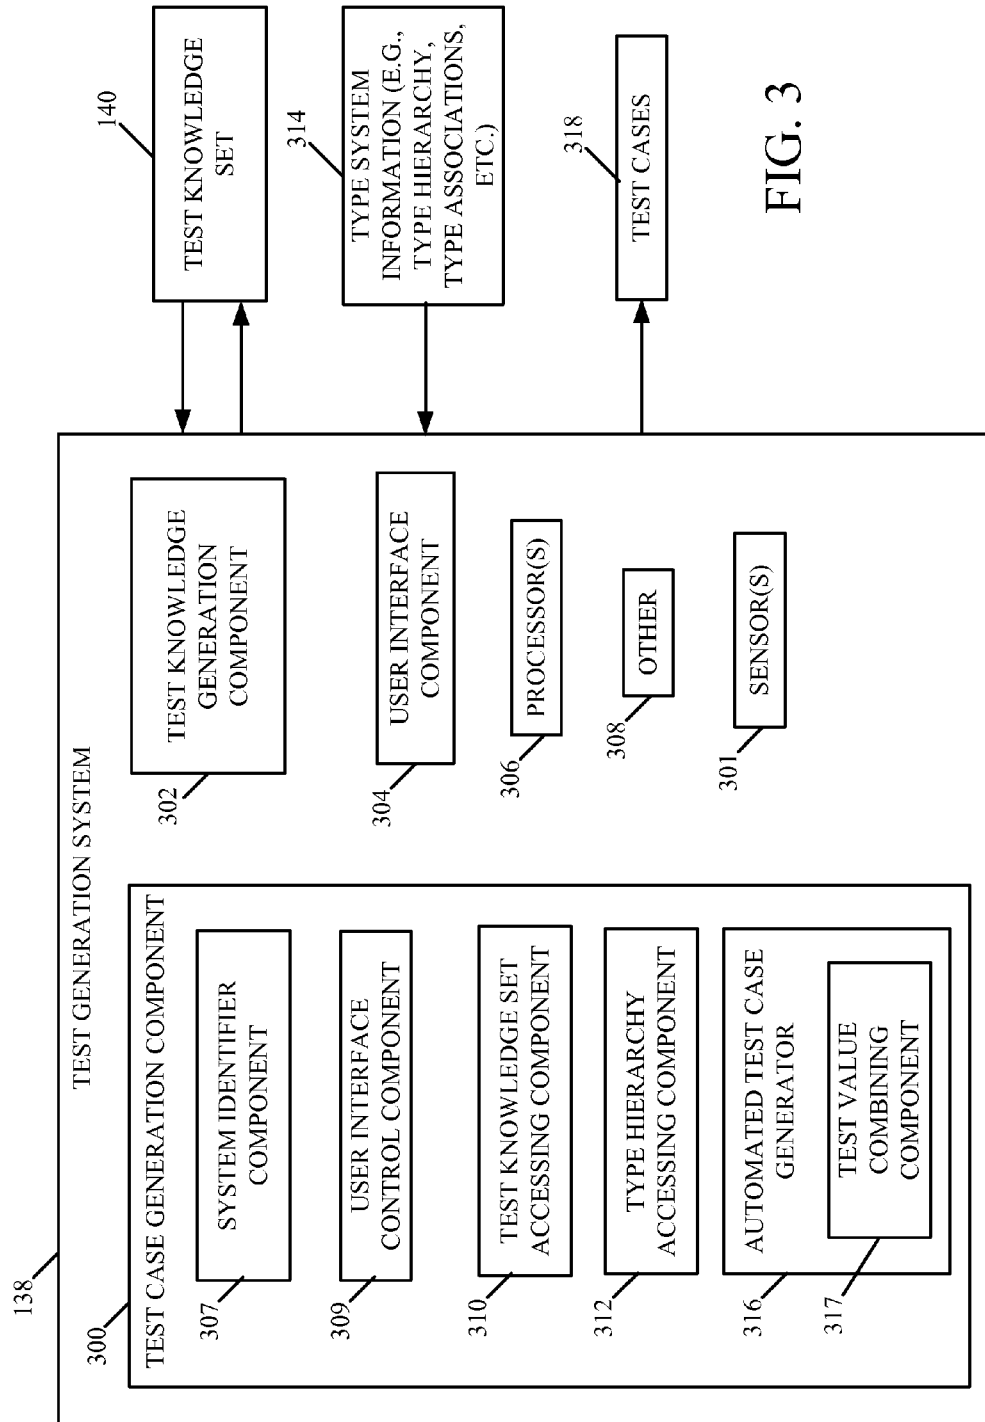 138
TEST GENERATION SYSTEM
300
TEST CASE GENERATION COMPONENT
307
SYSTEM IDENTIFIER
COMPONENT
309
USER INTERFACE
CONTROL COMPONENT
310
TEST KNOWLEDGE SET
ACCESSING COMPONENT
312
TYPE HIERARCHY
ACCESSING COMPONENT
316
AUTOMATED TEST CASE
GENERATOR
317
TEST VALUE
COMBINING
COMPONENT
302
TEST KNOWLEDGE
GENERATION
COMPONENT
304
USER INTERFACE
COMPONENT
306
PROCESSOR(S)
308
OTHER
301
SENSOR(S)
140
TEST KNOWLEDGE
SET
314
TYPE SYSTEM
INFORMATION (E.G.,
TYPE HIERARCHY,
TYPE ASSOCIATIONS,
ETC.)
318
TEST CASES
FIG. 3